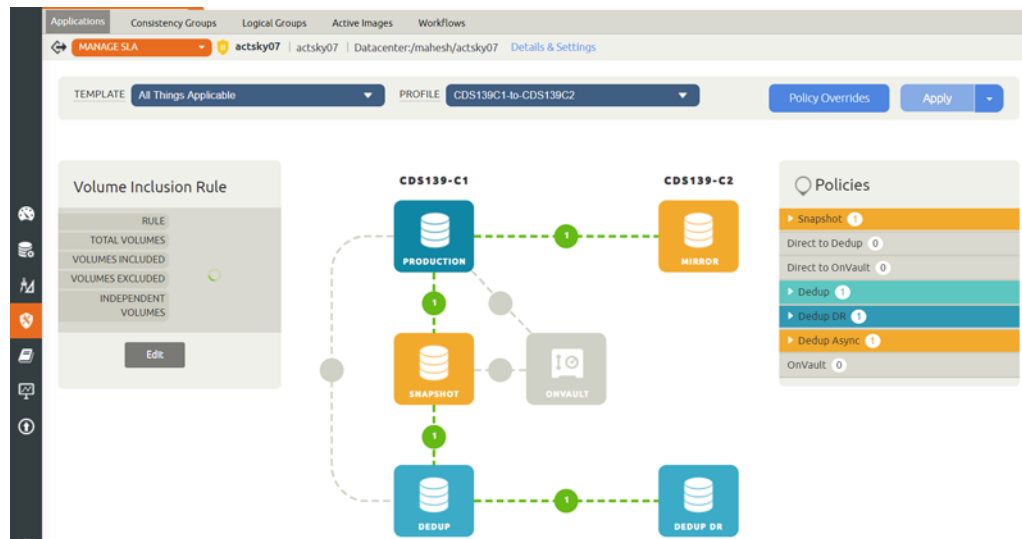 Applications Consistency Groups Logical Groups Active Images Workflows
MANAGE SLA actsky07 | actsky07 | Datacenter:/mahesh/actsky07 Details & Settings
TEMPLATE All Things Applicable PROFILE CDS139C1-to-CDS139C2 Policy Overrides Apply
Volume Inclusion Rule
RULE
TOTAL VOLUMES
VOLUMES INCLUDED
VOLUMES EXCLUDED
INDEPENDENT
VOLUMES
Edit
CDS139-C1 CDS139-C2
PRODUCTION 1 MIRROR
1
SNAPSHOT ONVAULT
1
DEDUP 1 DEDUP DR
Policies
Snapshot 1
Direct to Dedup 0
Direct to OnVault 0
Dedup 1
Dedup DR 1
Dedup Async 1
OnVault 0